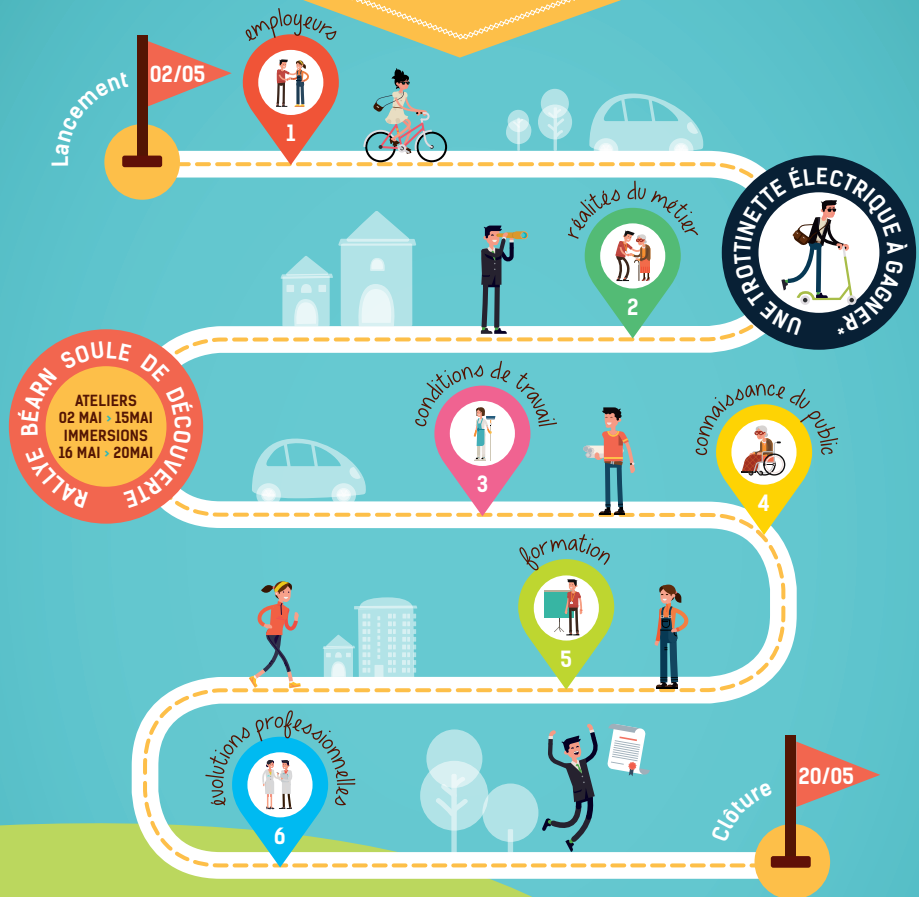 Lancement
02/05
employeurs
1
UNE TROTTINETTE ÉLECTRIQUE À GAGNER*
réalités du métier
2
RALLYE BÉARN SOULE DE DÉCOUVERTE
ATELIERS
02 MAI > 15MAI
IMMERSIONS
16 MAI > 20MAI
conditions de travail
3
connaissance du public
4
formation
5
évolutions professionnelles
6
Clôture
20/05